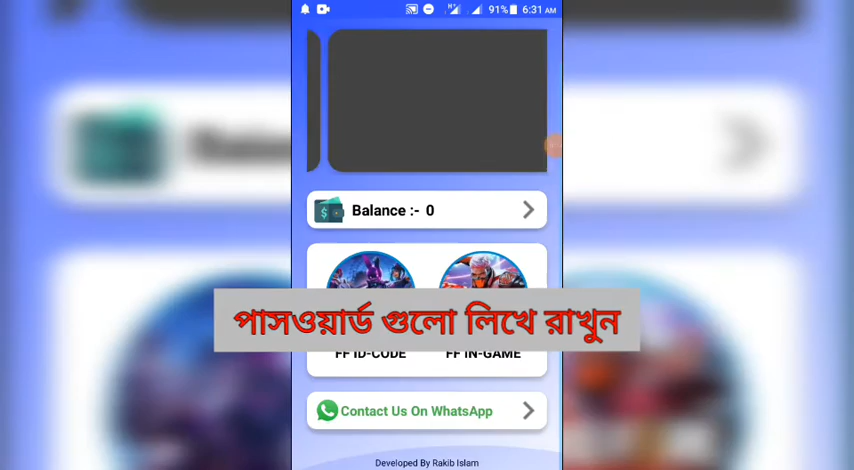 91% 6:31 AM
Balance :- 0
পাসওয়ার্ড গুলো লিখে রাখুন
FF ID-CODE
FF IN-GAME
Contact Us On WhatsApp
Developed By Rakib Islam